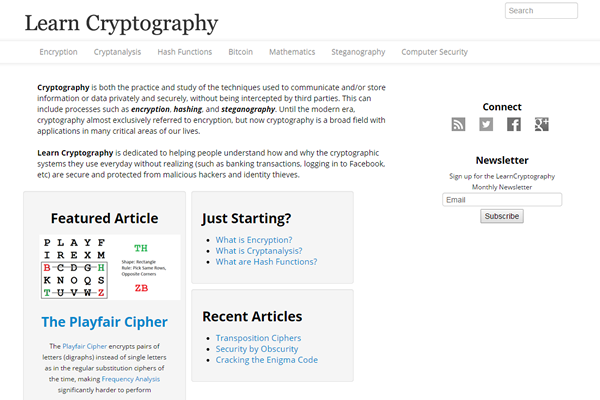 Learn Cryptography
Search
Encryption Cryptanalysis Hash Functions Bitcoin Mathematics Steganography Computer Security
Cryptography is both the practice and study of the techniques used to communicate and/or store
information or data privately and securely, without being intercepted by third parties. This can
include processes such as encryption, hashing, and steganography. Until the modern era,
cryptography almost exclusively referred to encryption, but now cryptography is a broad field with
applications in many critical areas of our lives.
Learn Cryptography is dedicated to helping people understand how and why the cryptographic
systems they use everyday without realizing (such as banking transactions, logging in to Facebook,
etc) are secure and protected from malicious hackers and identity thieves.
Connect
Newsletter
Sign up for the LearnCryptography
Monthly Newsletter
Email
Subscribe
Featured Article
P L A Y F
I R E X M
B C D G H
K N O Q S
T U V W Z
TH
Shape: Rectangle
Rule: Pick Same Rows,
Opposite Corners
ZB
The Playfair Cipher
The Playfair Cipher encrypts pairs of
letters (digraphs) instead of single letters
as in the regular substitution ciphers of
the time, making Frequency Analysis
significantly harder to perform
Just Starting?
What is Encryption?
What is Cryptanalysis?
What are Hash Functions?
Recent Articles
Transposition Ciphers
Security by Obscurity
Cracking the Enigma Code